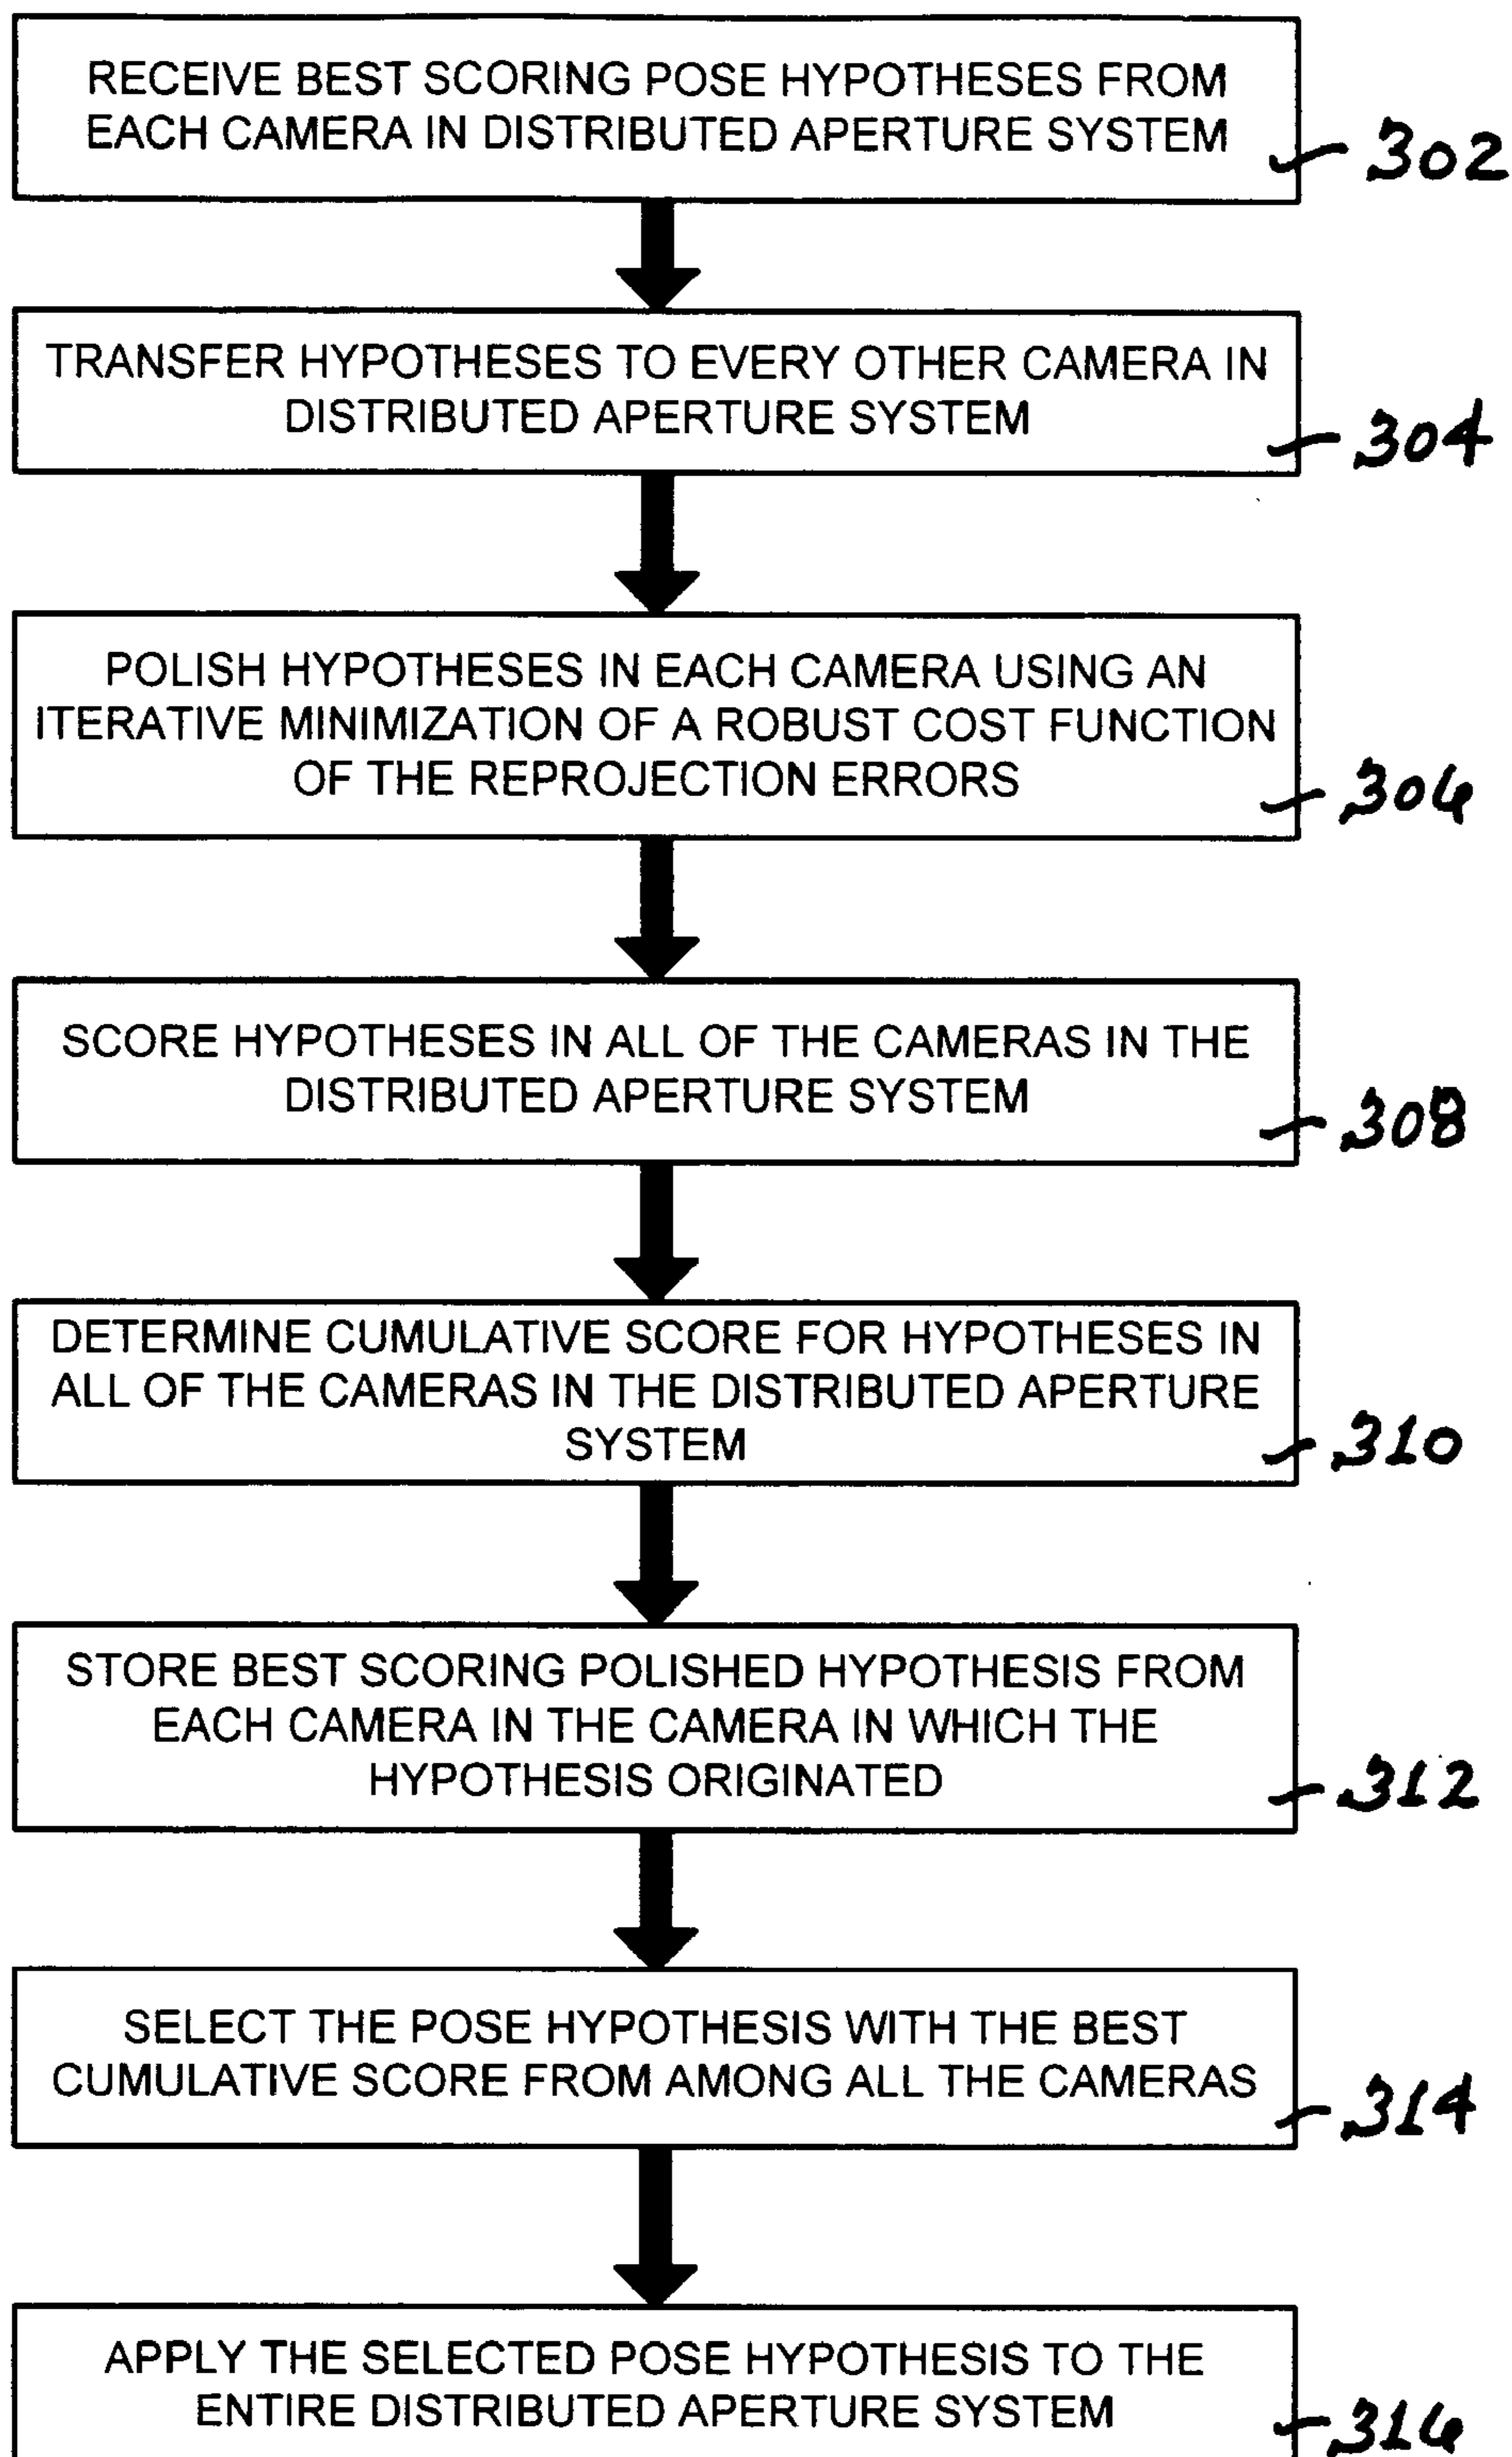 RECEIVE BEST SCORING POSE HYPOTHESES FROM
EACH CAMERA IN DISTRIBUTED APERTURE SYSTEM
302
TRANSFER HYPOTHESES TO EVERY OTHER CAMERA IN
DISTRIBUTED APERTURE SYSTEM
304
POLISH HYPOTHESES IN EACH CAMERA USING AN
ITERATIVE MINIMIZATION OF A ROBUST COST FUNCTION
OF THE REPROJECTION ERRORS
306
SCORE HYPOTHESES IN ALL OF THE CAMERAS IN THE
DISTRIBUTED APERTURE SYSTEM
308
DETERMINE CUMULATIVE SCORE FOR HYPOTHESES IN
ALL OF THE CAMERAS IN THE DISTRIBUTED APERTURE
SYSTEM
310
STORE BEST SCORING POLISHED HYPOTHESIS FROM
EACH CAMERA IN THE CAMERA IN WHICH THE
HYPOTHESIS ORIGINATED
312
SELECT THE POSE HYPOTHESIS WITH THE BEST
CUMULATIVE SCORE FROM AMONG ALL THE CAMERAS
314
APPLY THE SELECTED POSE HYPOTHESIS TO THE
ENTIRE DISTRIBUTED APERTURE SYSTEM
316